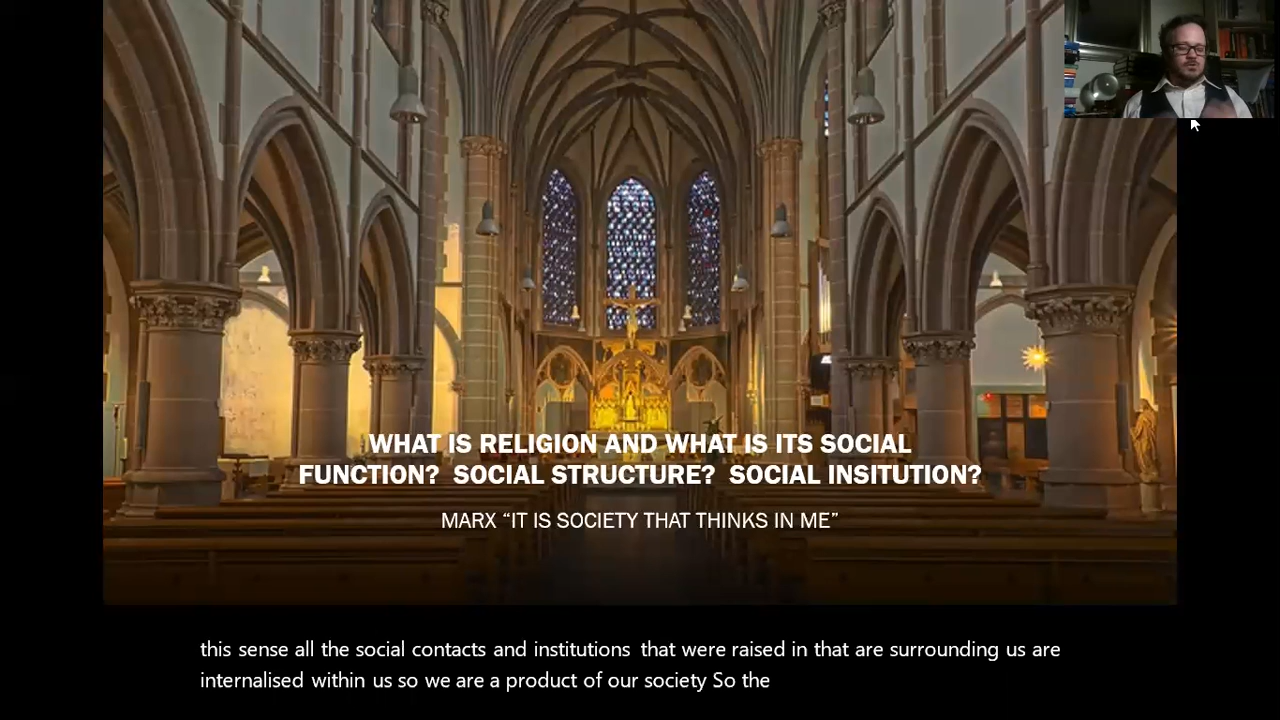 WHAT IS RELIGION AND WHAT IS ITS SOCIAL
FUNCTION? SOCIAL STRUCTURE? SOCIAL INSITUTION?
MARX “IT IS SOCIETY THAT THINKS IN ME”
this sense all the social contacts and institutions that were raised in that are surrounding us are
internalised within us so we are a product of our society So the